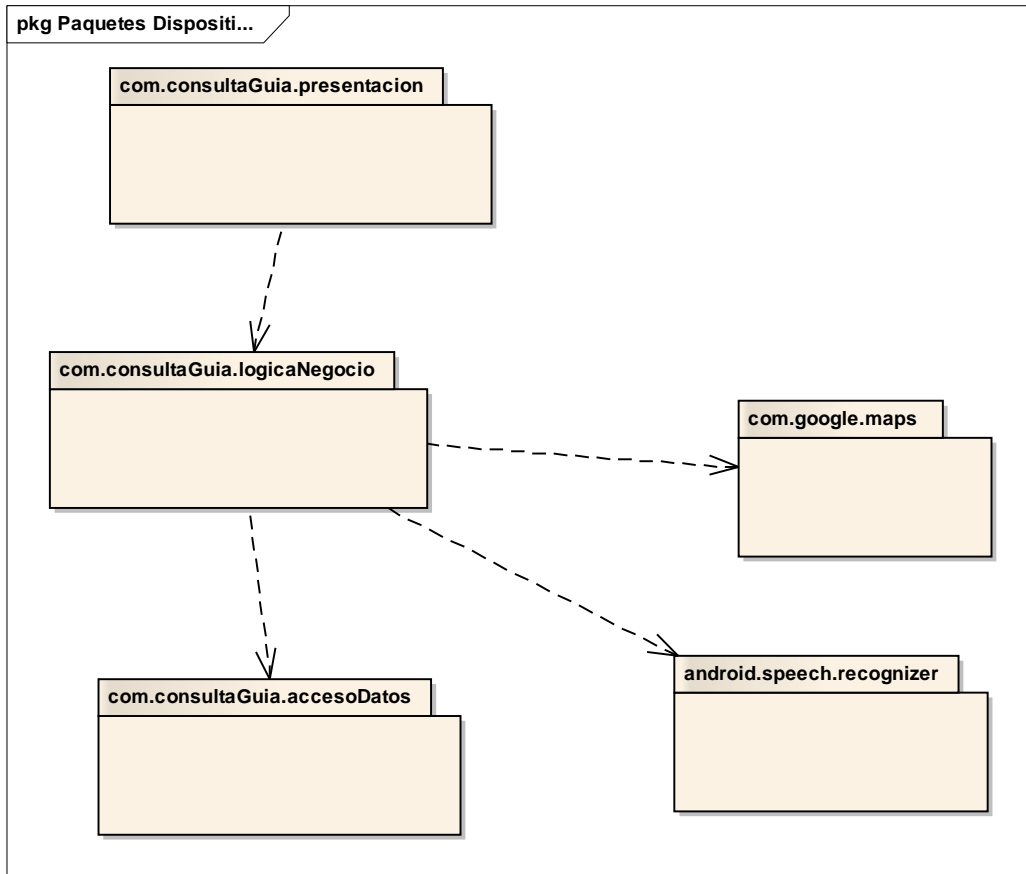 pkg Paquetes Dispositi...
com.consultaGuia.presentacion
com.consultaGuia.logicaNegocio
com.google.maps
android.speech.recognizer
com.consultaGuia.accesoDatos